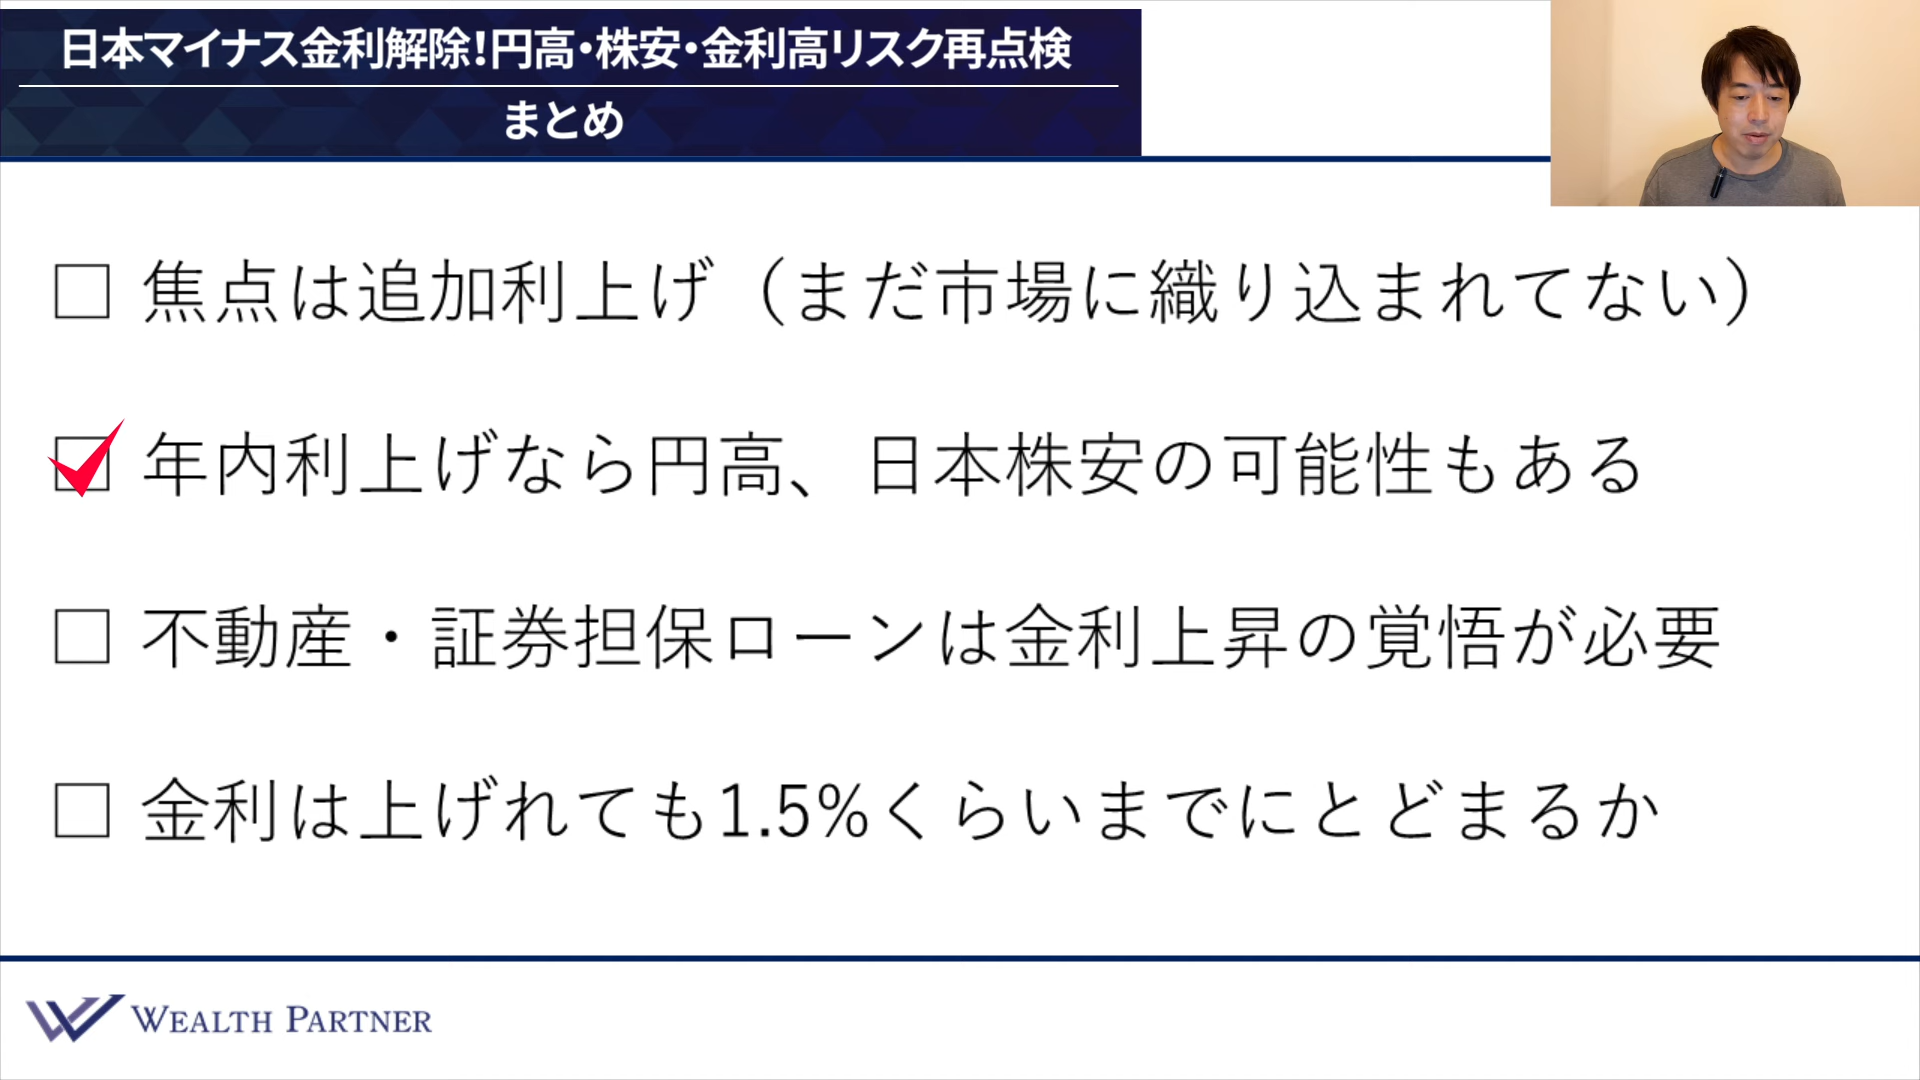 日本マイナス金利解除!円高・株安・金利高リスク再点検
まとめ
焦点は追加利上げ（まだ市場に織り込まれてない）
年内利上げなら円高、日本株安の可能性もある
不動産・証券担保ローンは金利上昇の覚悟が必要
金利は上げれても1.5%くらいまでにとどまるか
WEALTH PARTNER